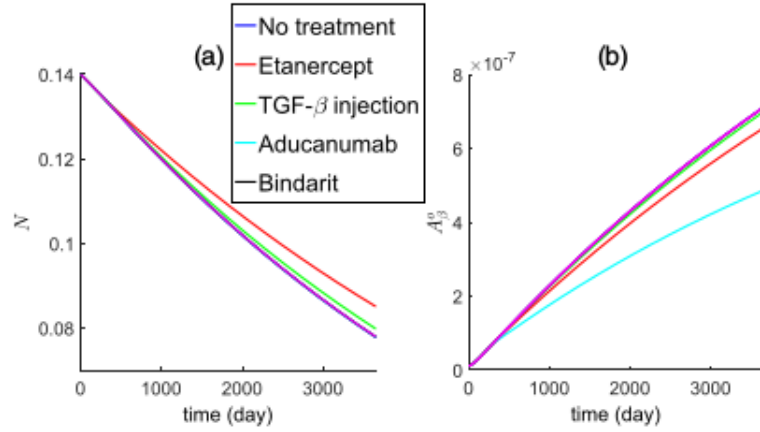 No treatment
Etanercept
TGF-β injection
Aducanumab
Bindarit
(a)
0.14
0.12
0.1
0.08
N
0
1000
2000
3000
time (day)
(b)
×10⁻⁷
8
6
4
2
0
A_β^o
0
1000
2000
3000
time (day)